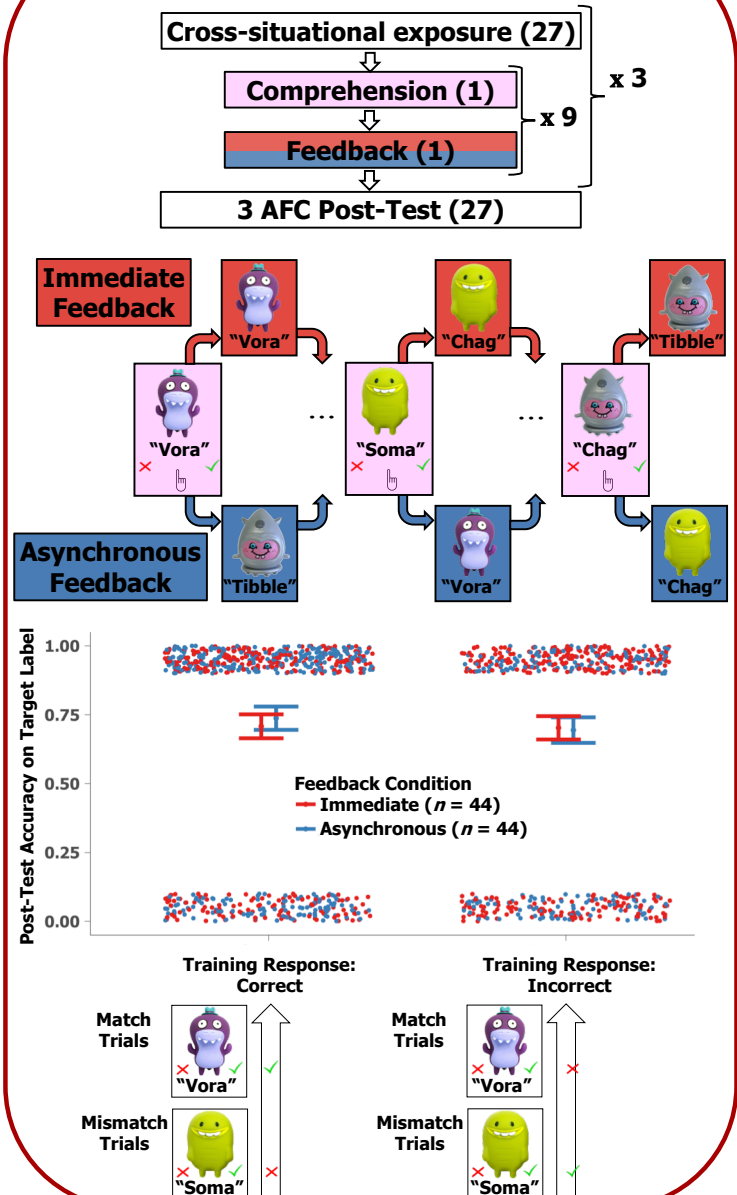 Cross-situational exposure (27)
Comprehension (1)
Feedback (1)
x 9
x 3
3 AFC Post-Test (27)
Immediate
Feedback
"Vora"
"Chag"
"Tibble"
"Vora"
...
"Soma"
...
"Chag"
Asynchronous
Feedback
"Tibble"
"Vora"
"Chag"
Post-Test Accuracy on Target Label
1.00
0.75
0.50
0.25
0.00
Feedback Condition
Immediate (n = 44)
Asynchronous (n = 44)
Training Response:
Correct
Training Response:
Incorrect
Match
Trials
"Vora"
Match
Trials
"Vora"
Mismatch
Trials
"Soma"
Mismatch
Trials
"Soma"